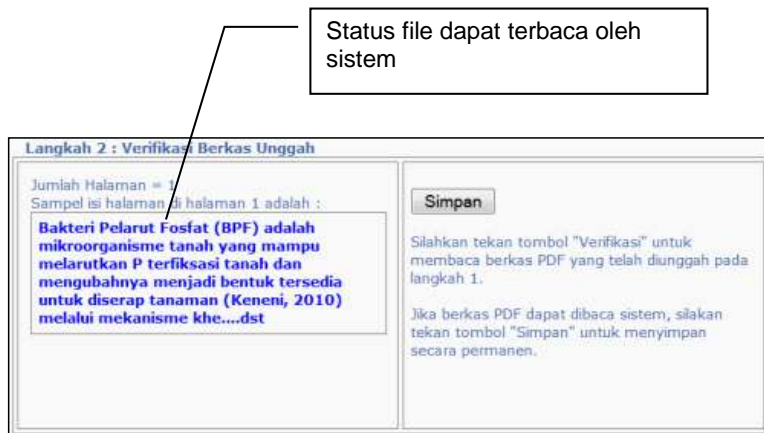 Status file dapat terbaca oleh
sistem
Langkah 2 : Verifikasi Berkas Unggah
Jumlah Halaman = 1
Sampel isi halaman di halaman 1 adalah :
Bakteri Pelarut Fosfat (BPF) adalah
mikroorganisme tanah yang mampu
melarutkan P terfiksasi tanah dan
mengubahnya menjadi bentuk tersedia
untuk diserap tanaman (Keneni, 2010)
melalui mekanisme khe....dst
Simpan
Silahkan tekan tombol "Verifikasi" untuk
membaca berkas PDF yang telah diunggah pada
langkah 1.
Jika berkas PDF dapat dibaca sistem, silakan
tekan tombol "Simpan" untuk menyimpan
secara permanen.